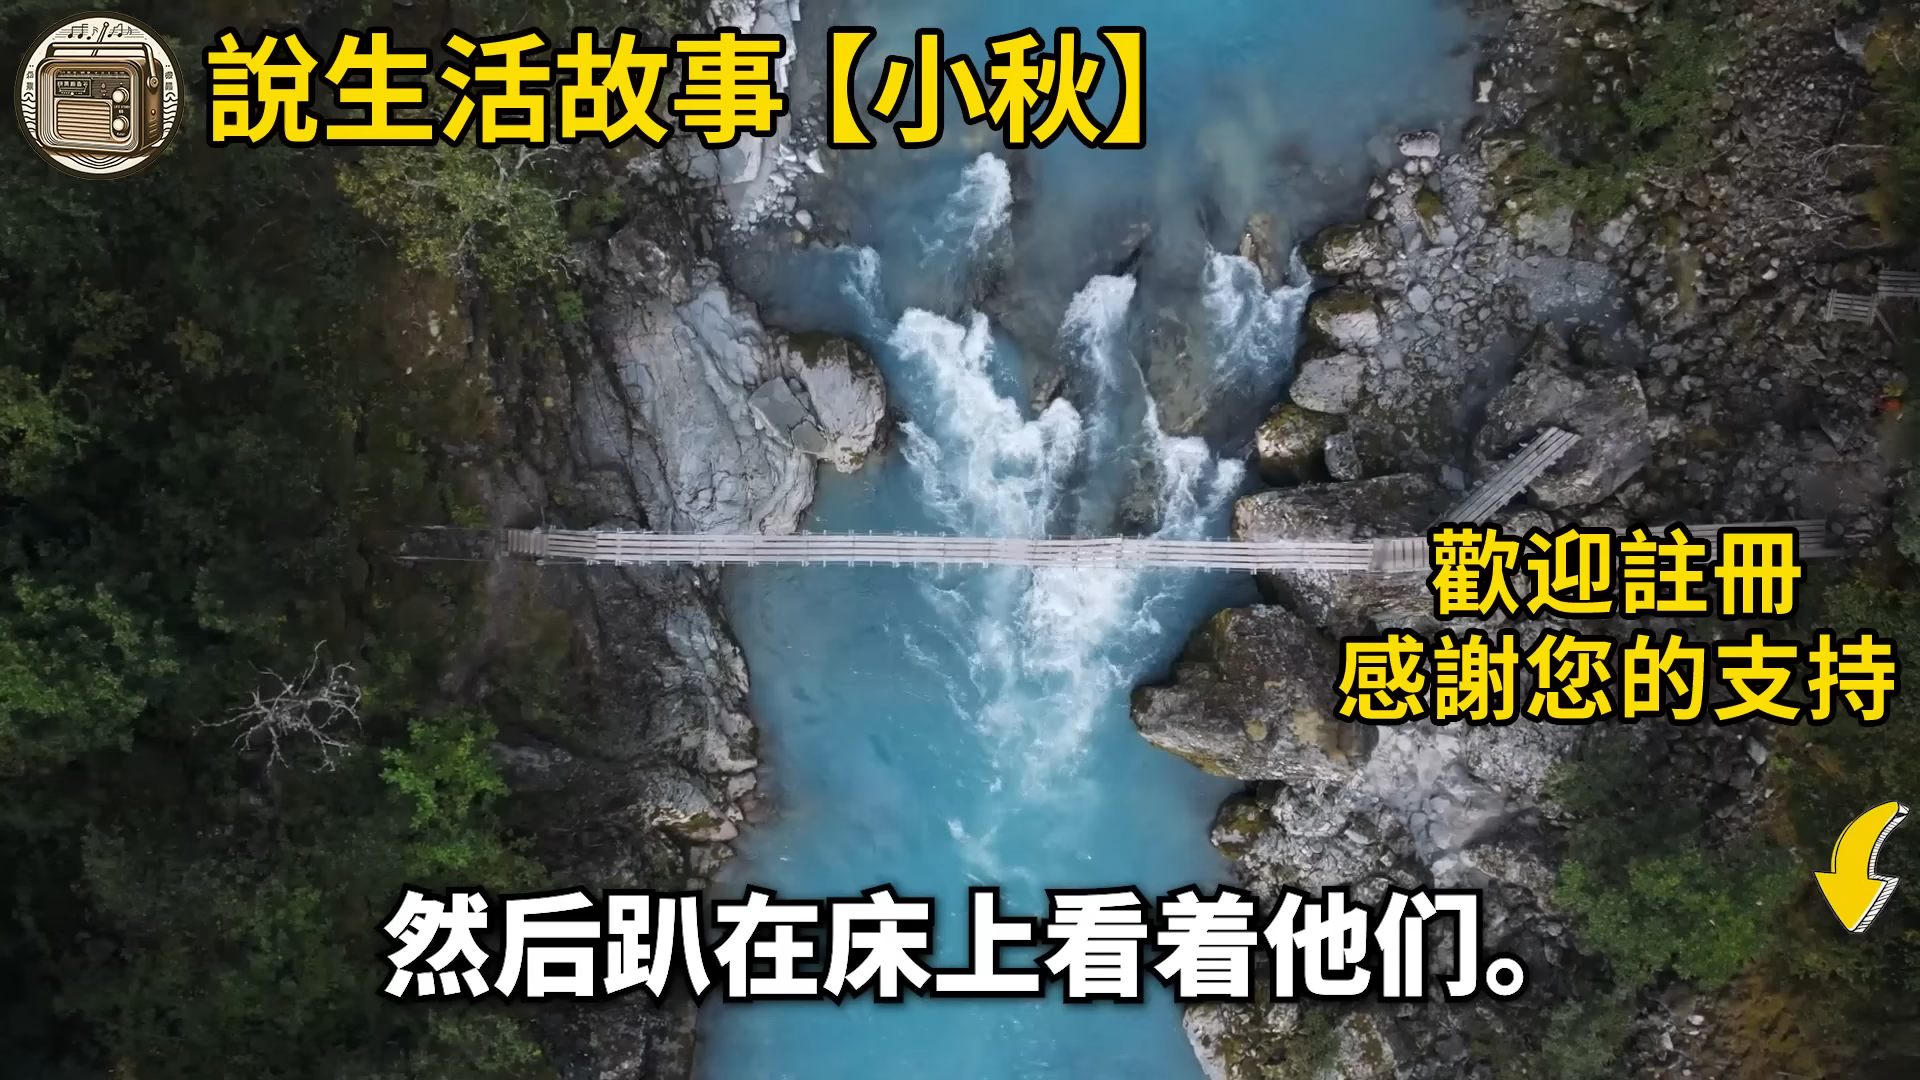 說生活故事【小秋】
歡迎註冊
感謝您的支持
然后趴在床上看着他们。